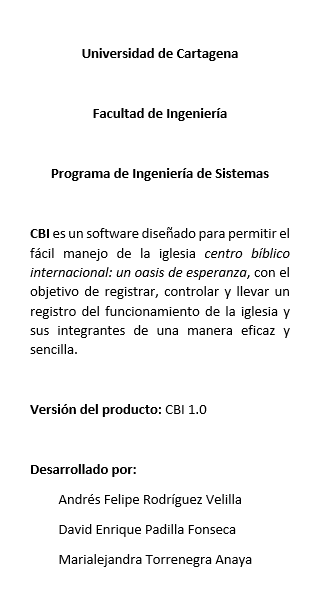 Universidad de Cartagena
Facultad de Ingeniería
Programa de Ingeniería de Sistemas
CBI es un software diseñado para permitir el
fácil manejo de la iglesia centro bíblico
internacional: un oasis de esperanza, con el
objetivo de registrar, controlar y llevar un
registro del funcionamiento de la iglesia y
sus integrantes de una manera eficaz y
sencilla.
Versión del producto: CBI 1.0
Desarrollado por:
Andrés Felipe Rodríguez Velilla
David Enrique Padilla Fonseca
Marialejandra Torrenegra Anaya